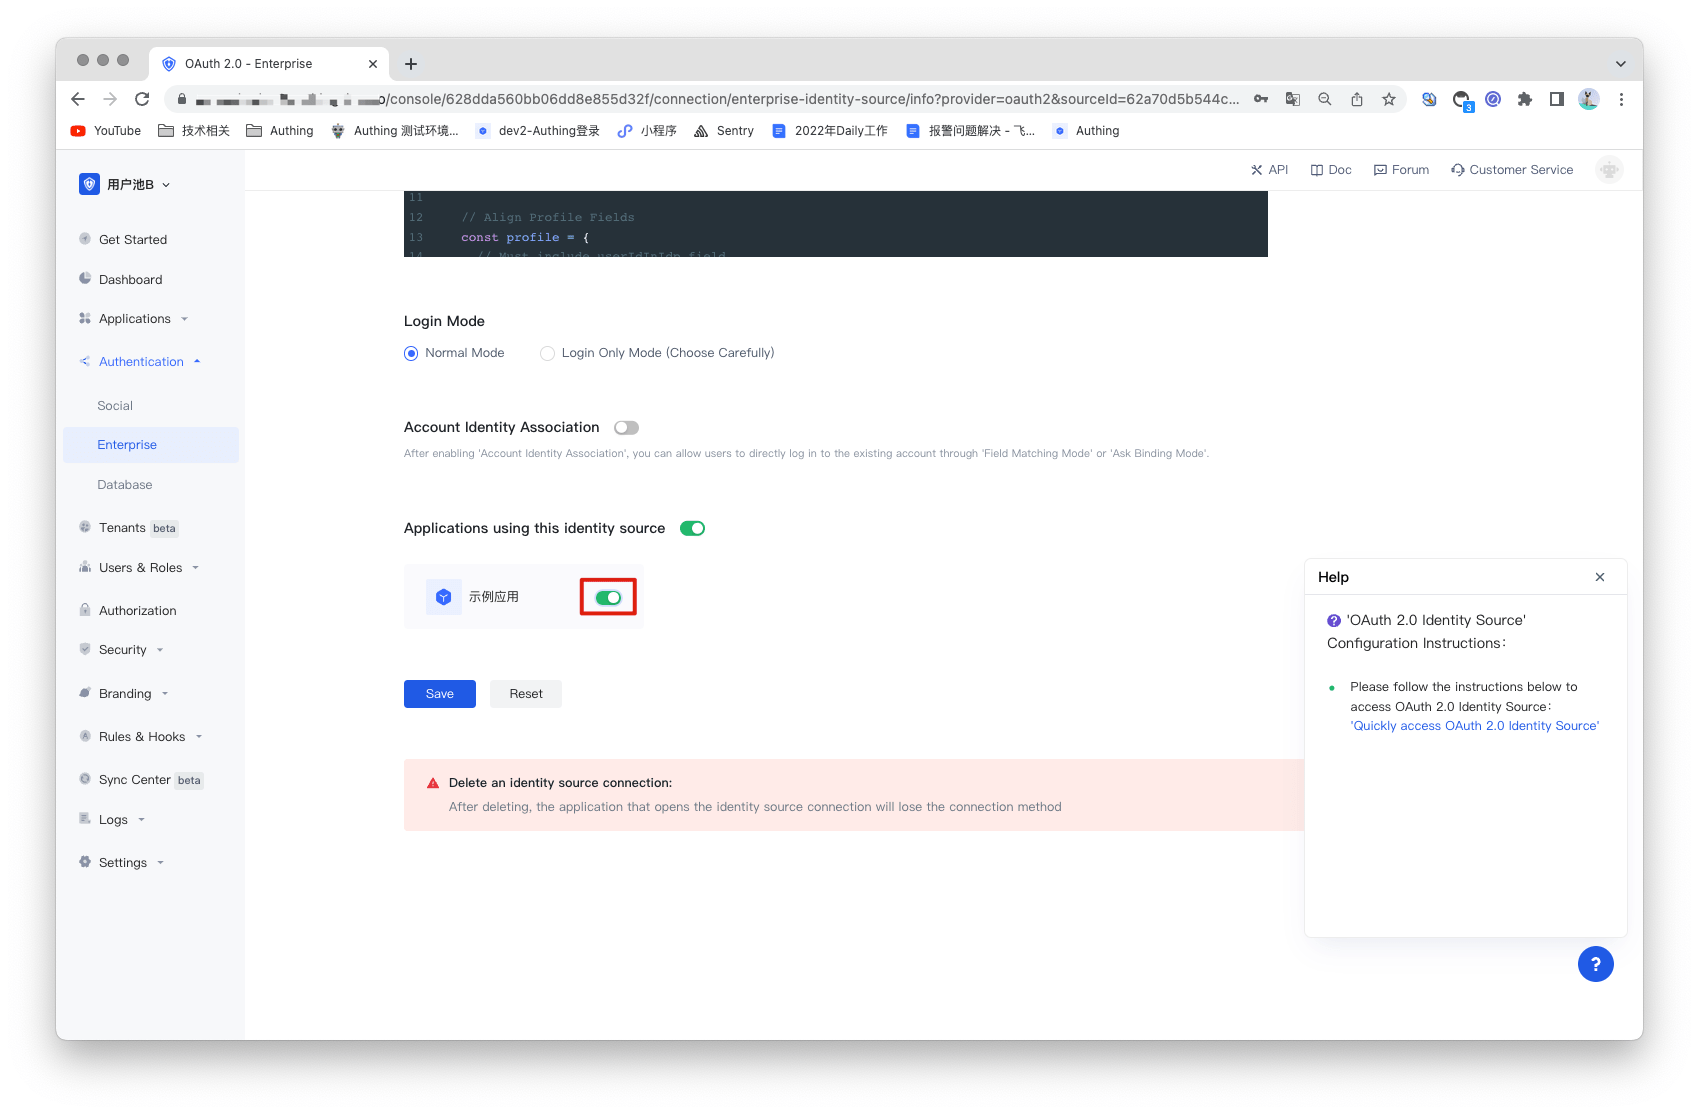 OAuth 2.0 - Enterprise
o/console/628dda560bb06dd8e855d32f/connection/enterprise-identity-source/info?provider=oauth2&sourceId=62a70d5b544c...
3
YouTube 技术相关 Authing Authing 测试环境... dev2-Authing登录 小程序 Sentry 2022年Daily工作 报警问题解决 - 飞... Authing
用户池B
API Doc Forum Customer Service
Get Started
Dashboard
Applications
Authentication
Social
Enterprise
Database
Tenants beta
Users & Roles
Authorization
Security
Branding
Rules & Hooks
Sync Center beta
Logs
Settings
11
12 // Align Profile Fields
13 const profile = {
14 // Must include userIdInIdp field
Login Mode
Normal Mode Login Only Mode (Choose Carefully)
Account Identity Association
After enabling 'Account Identity Association', you can allow users to directly log in to the existing account through 'Field Matching Mode' or 'Ask Binding Mode'.
Applications using this identity source
示例应用
Save Reset
Delete an identity source connection:
After deleting, the application that opens the identity source connection will lose the connection method
Help
? 'OAuth 2.0 Identity Source'
Configuration Instructions：
Please follow the instructions below to
access OAuth 2.0 Identity Source：
'Quickly access OAuth 2.0 Identity Source'
?